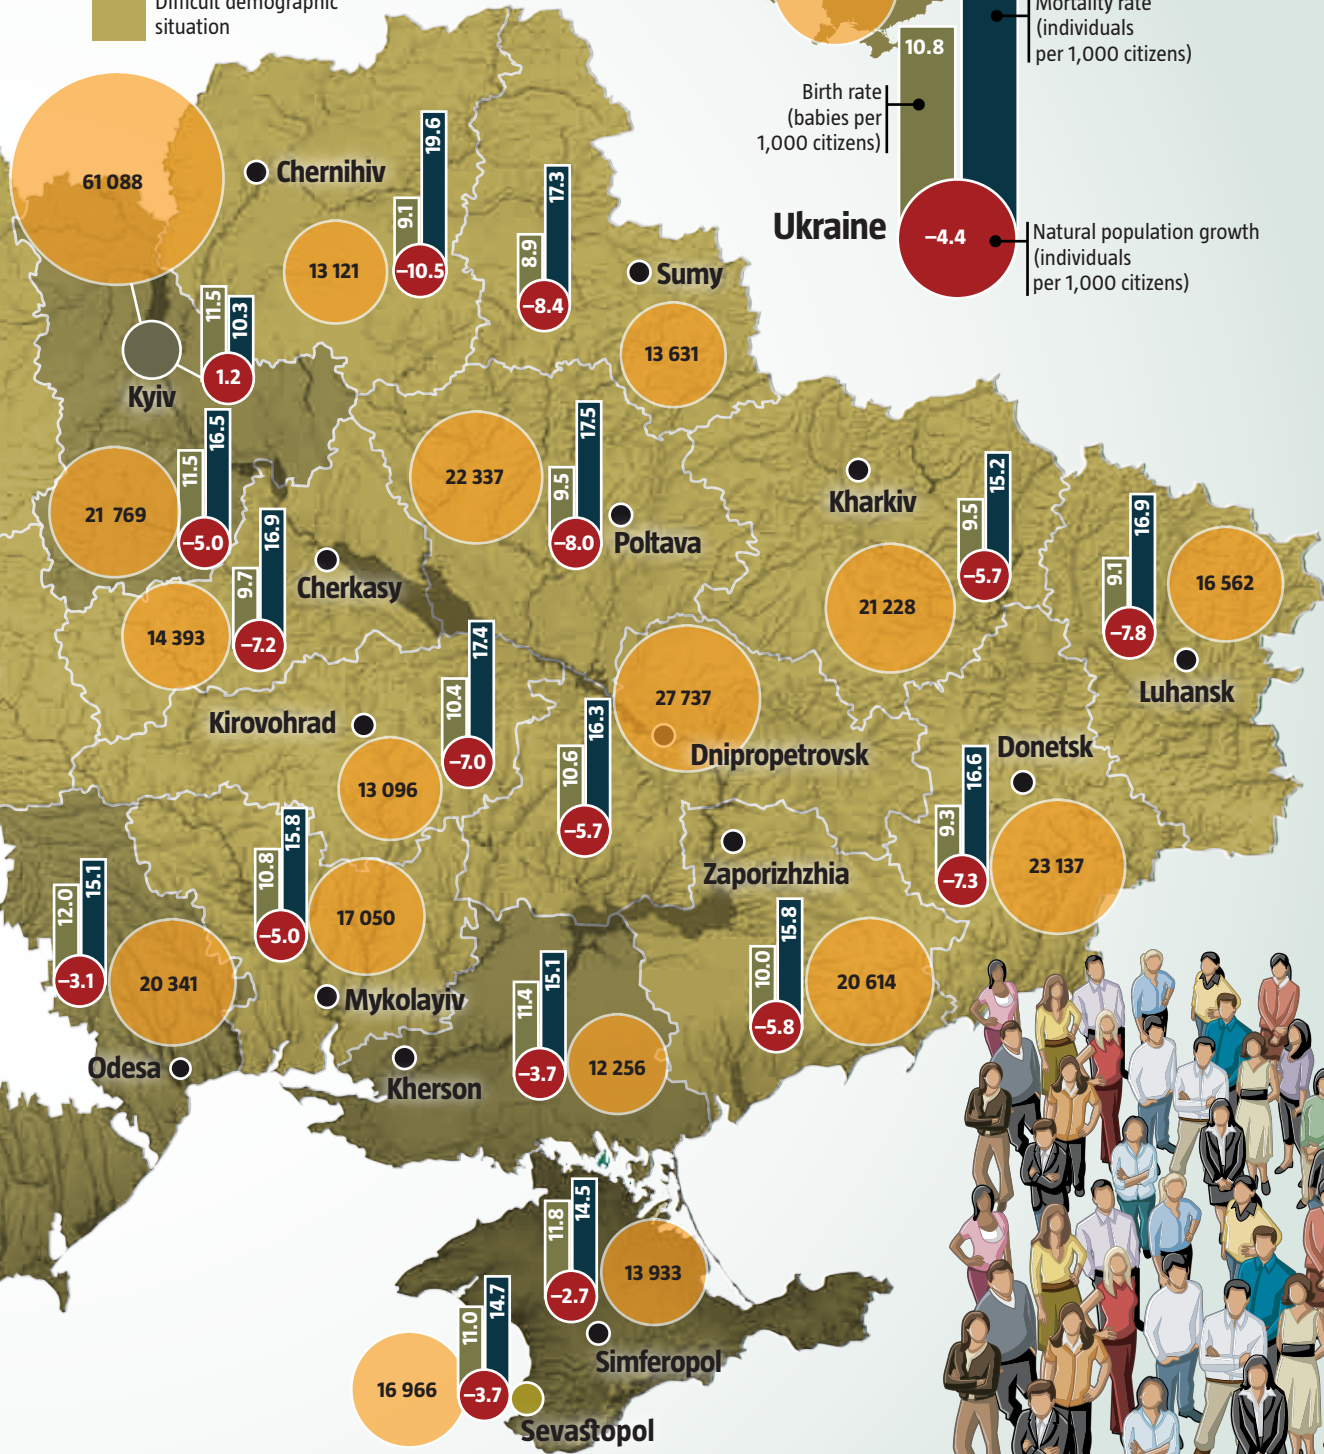 Difficult demographic
situation
Mortality rate
(individuals
per 1,000 citizens)
10.8
Birth rate
(babies per
1,000 citizens)
Ukraine
−4.4
Natural population growth
(individuals
per 1,000 citizens)
61 088
Chernihiv
13 121
9.1
19.6
−10.5
8.9
17.3
−8.4
Sumy
13 631
11.5
10.3
1.2
Kyiv
21 769
11.5
16.5
−5.0
22 337
9.5
17.5
−8.0
Poltava
Kharkiv
9.5
15.2
−5.7
21 228
9.1
16.9
−7.8
16 562
Luhansk
14 393
9.7
16.9
−7.2
Cherkasy
Kirovohrad
10.4
17.4
−7.0
13 096
27 737
Dnipropetrovsk
10.6
16.3
−5.7
Donetsk
9.3
16.6
−7.3
23 137
Zaporizhzhia
10.0
15.8
−5.8
20 614
12.0
15.1
−3.1
20 341
Odesa
10.8
15.8
−5.0
17 050
Mykolayiv
Kherson
11.4
15.1
−3.7
12 256
11.8
14.5
−2.7
13 933
Simferopol
16 966
11.0
14.7
−3.7
Sevastopol